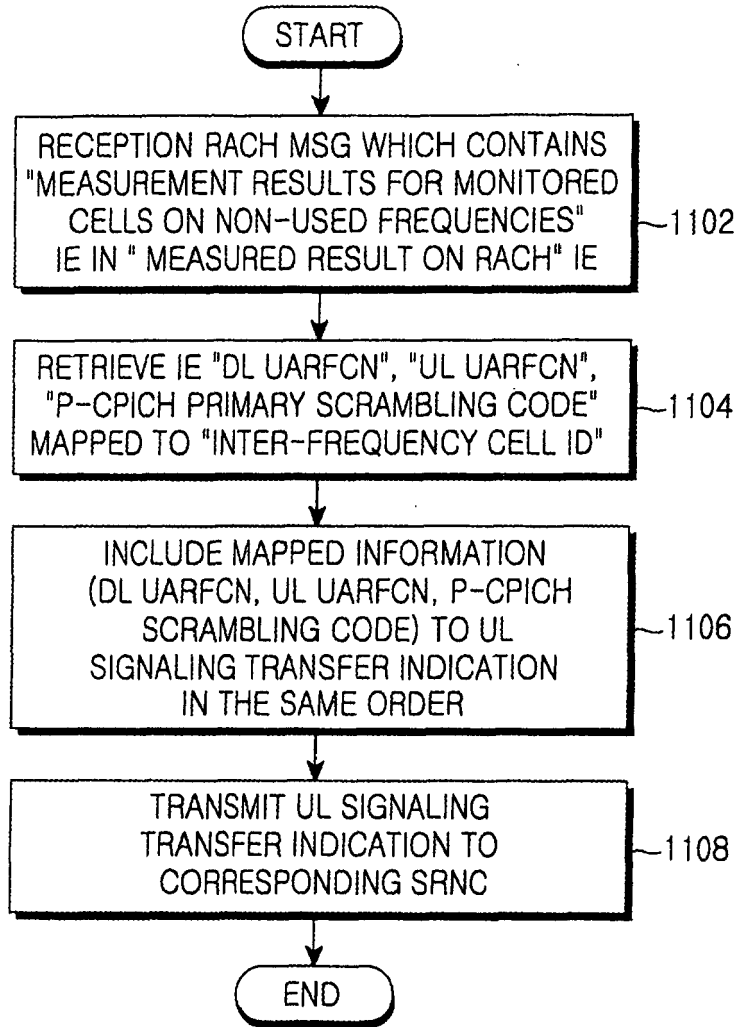 START
RECEPTION RACH MSG WHICH CONTAINS
"MEASUREMENT RESULTS FOR MONITORED
CELLS ON NON-USED FREQUENCIES"
IE IN " MEASURED RESULT ON RACH" IE
1102
RETRIEVE IE "DL UARFCN", "UL UARFCN",
"P-CPICH PRIMARY SCRAMBLING CODE"
MAPPED TO "INTER-FREQUENCY CELL ID"
1104
INCLUDE MAPPED INFORMATION
(DL UARFCN, UL UARFCN, P-CPICH
SCRAMBLING CODE) TO UL
SIGNALING TRANSFER INDICATION
IN THE SAME ORDER
1106
TRANSMIT UL SIGNALING
TRANSFER INDICATION TO
CORRESPONDING SRNC
1108
END